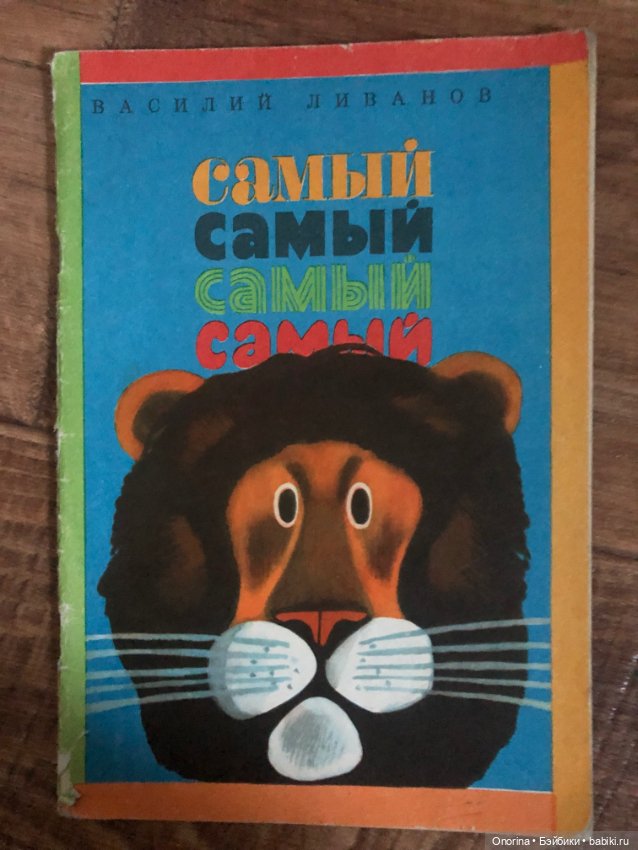 ВАСИЛИЙ ЛИВАНОВ
самый
самый
самый
самый
Onorina • Бэйбики • babiki.ru